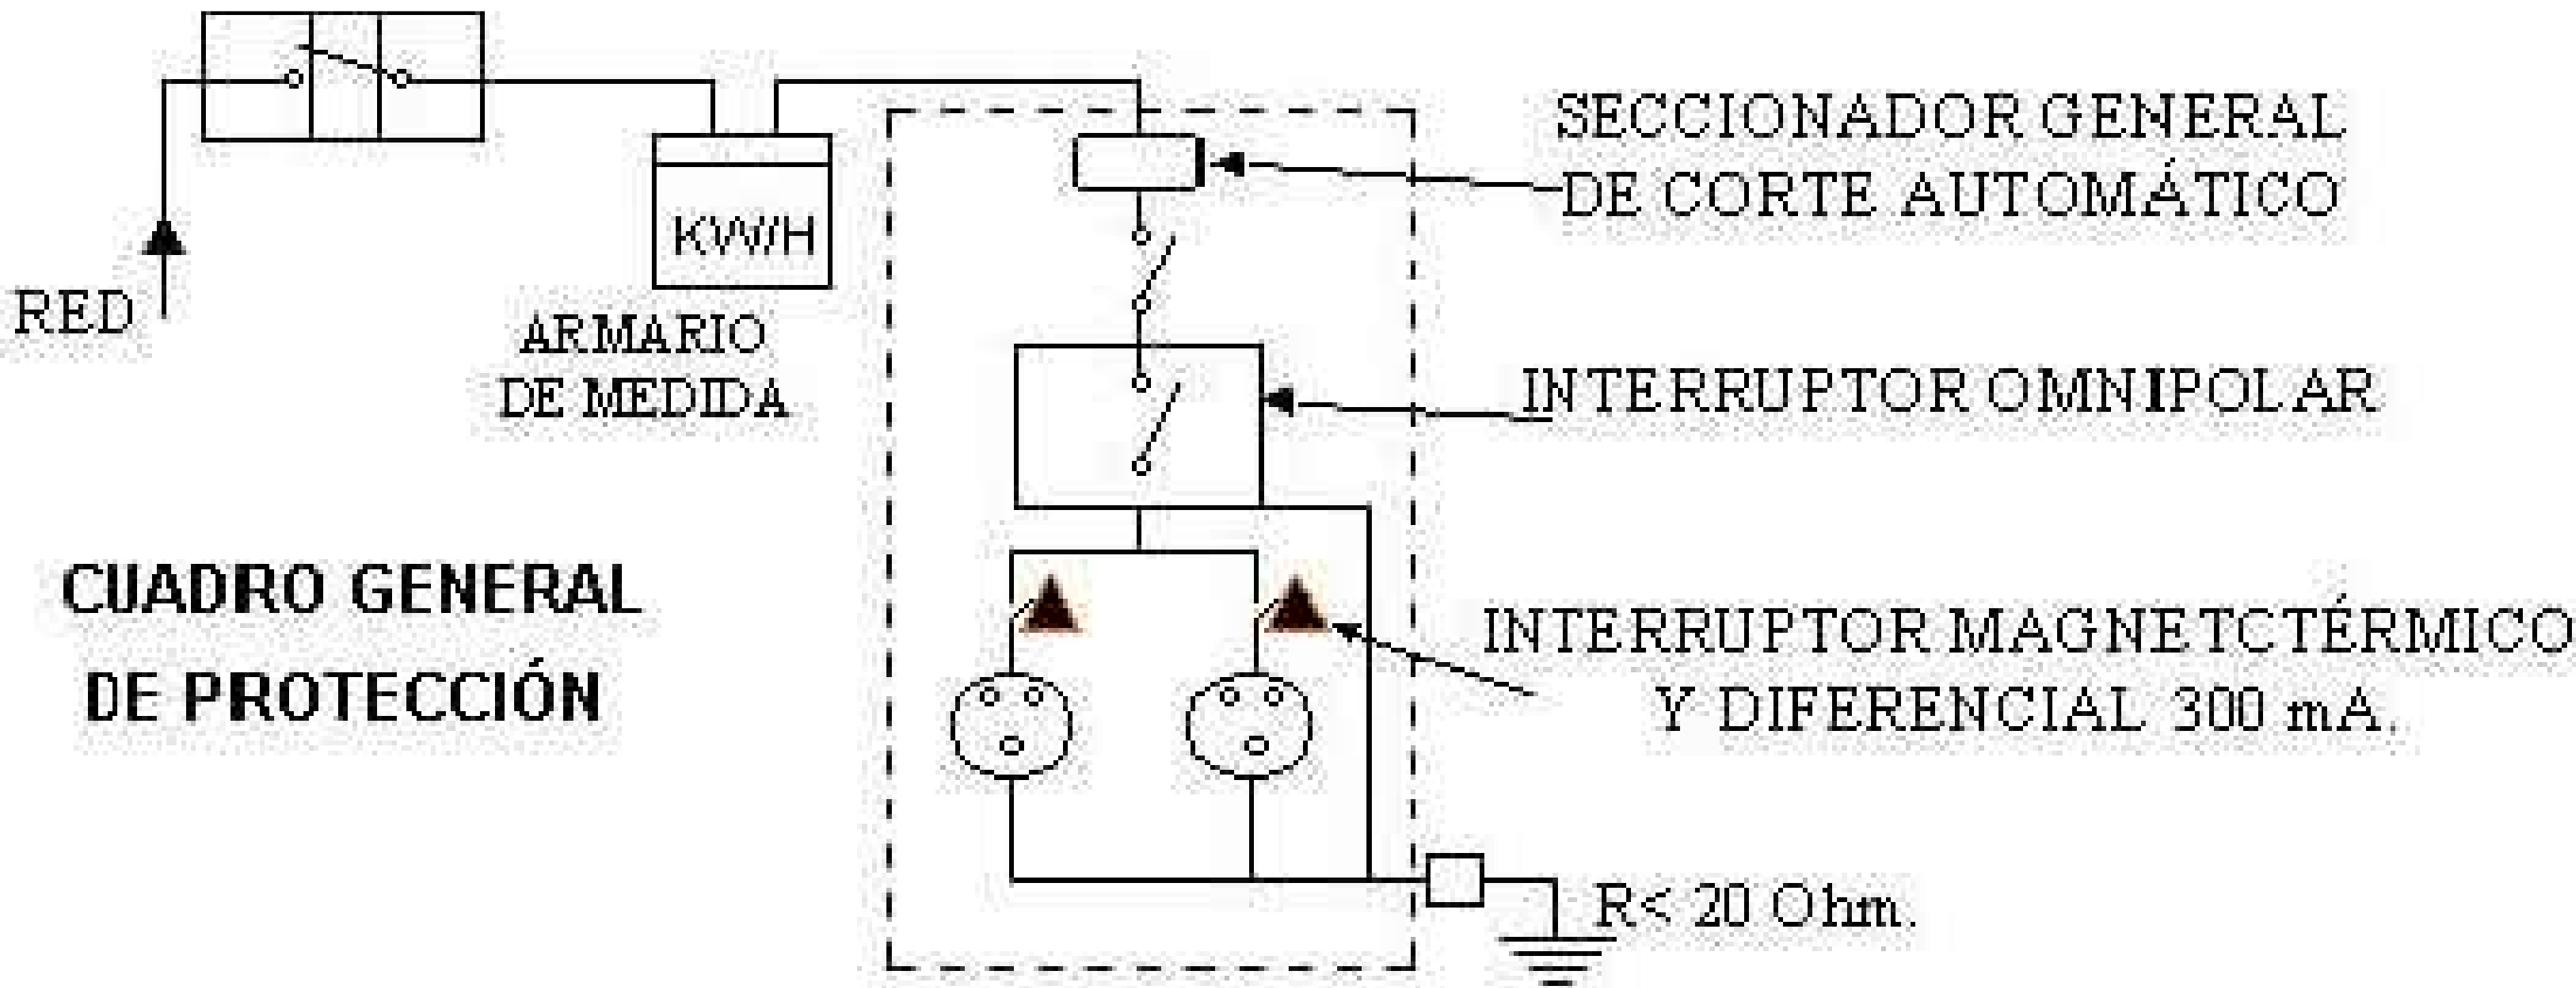 SECCIONADOR GENERAL
DE CORTE AUTOMÁTICO
KWH
RED
ARMARIO
DE MEDIDA
INTERRUPTOR OMNIPOLAR
CUADRO GENERAL
DE PROTECCIÓN
INTERRUPTOR MAGNETCTÉRMICO
Y DIFERENCIAL 300 mA.
R< 20 Ohm.